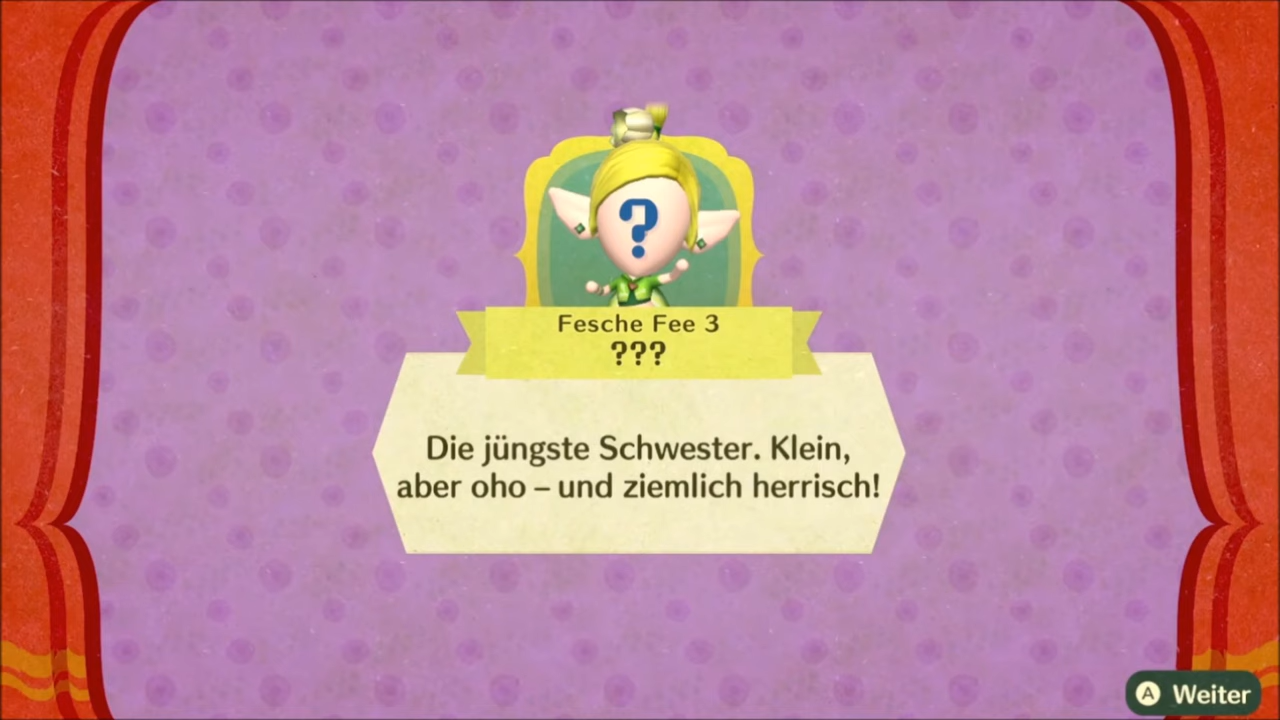 ?
Fesche Fee 3
???
Die jüngste Schwester. Klein,
aber oho – und ziemlich herrisch!
A Weiter